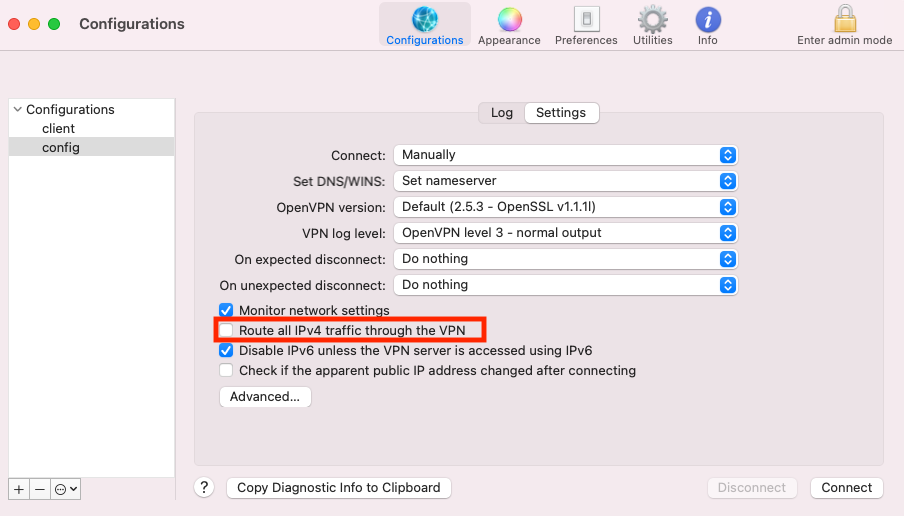 Configurations
Configurations
Appearance
Preferences
Utilities
Info
Enter admin mode
Configurations
client
config
Log
Settings
Connect: Manually
Set DNS/WINS: Set nameserver
OpenVPN version: Default (2.5.3 - OpenSSL v1.1.1l)
VPN log level: OpenVPN level 3 - normal output
On expected disconnect: Do nothing
On unexpected disconnect: Do nothing
Monitor network settings
Route all IPv4 traffic through the VPN
Disable IPv6 unless the VPN server is accessed using IPv6
Check if the apparent public IP address changed after connecting
Advanced...
?
Copy Diagnostic Info to Clipboard
Disconnect
Connect